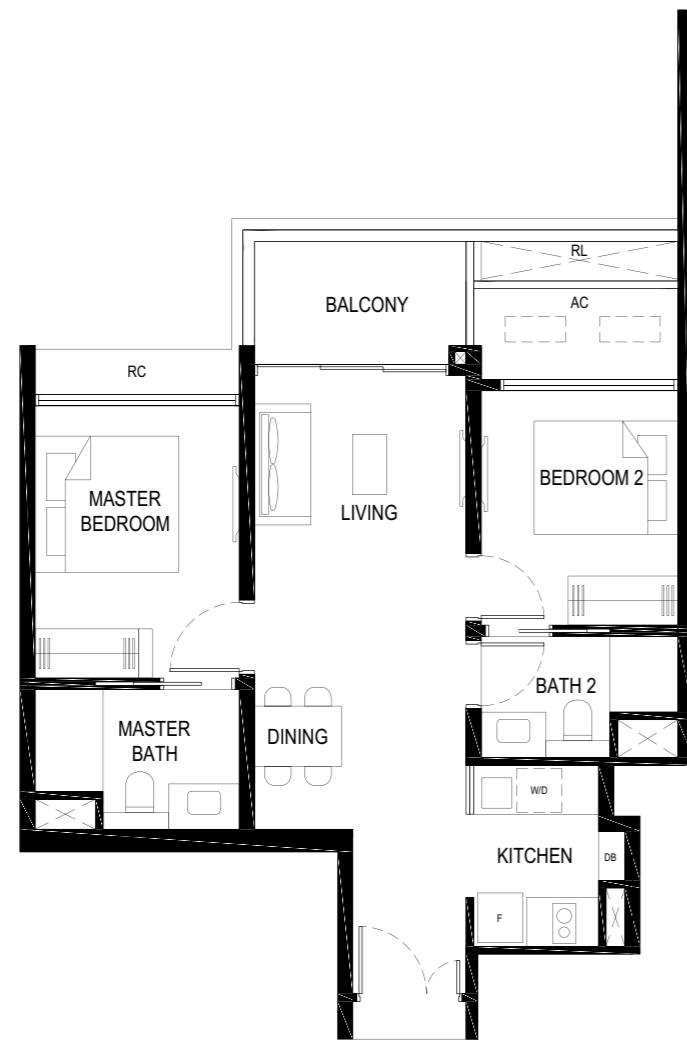 RL
BALCONY
AC
RC
MASTER
BEDROOM
BEDROOM 2
LIVING
BATH 2
MASTER
BATH
DINING
W/D
KITCHEN
DB
F